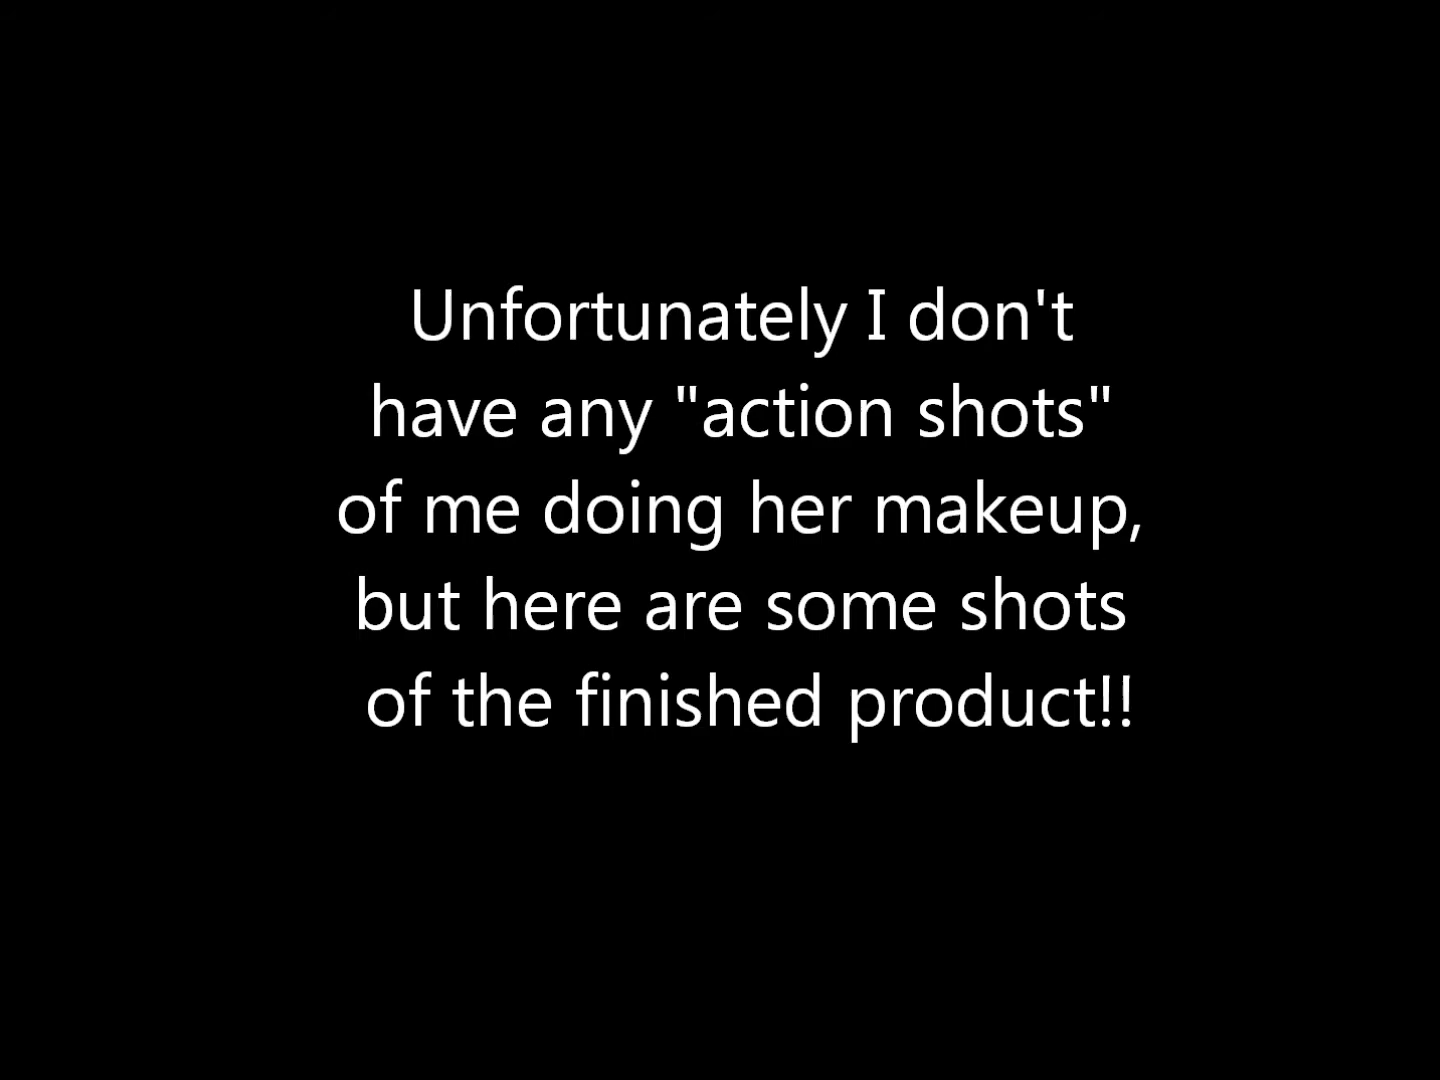 Unfortunately I don't
have any "action shots"
of me doing her makeup,
but here are some shots
of the finished product!!